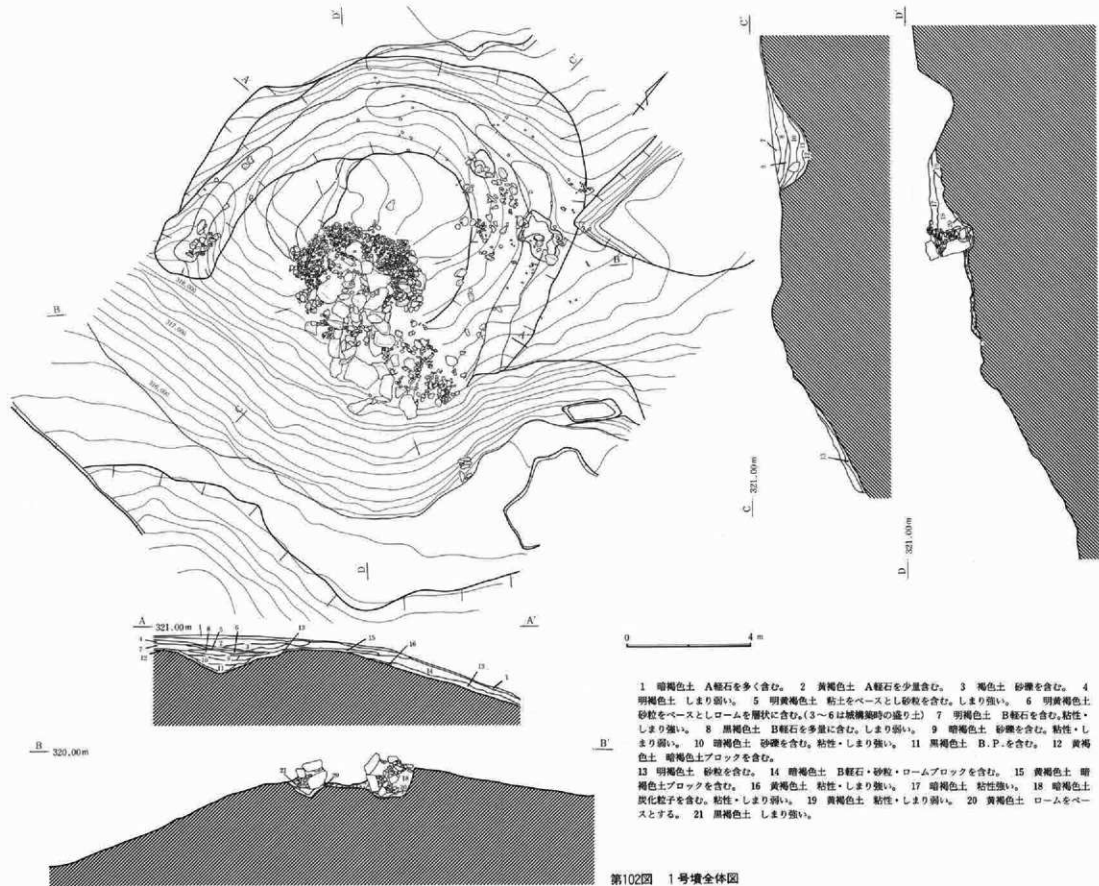 D'
A
C'
318,000
317,000
316,000
B
B'
C
A'
D
C'
D'
13
C 321.00m
D 321.00m
A 321.00m
A'
B 320.00m
B'
0 4 m
1 暗褐色土 A軽石を多く含む。 2 黄褐色土 A軽石を少量含む。 3 褐色土 砂礫を含む。 4
明褐色土 しまり弱い。 5 明黄褐色土 粘土をベースとし砂粒を含む。しまり強い。 6 明黄褐色土
砂粒をベースとしロームを層状に含む。(3〜6は城構築時の盛り土) 7 明褐色土 B軽石を含む。粘性・
しまり強い。 8 黒褐色土 B軽石を多量に含む。しまり弱い。 9 暗褐色土 砂礫を含む。粘性・し
まり弱い。 10 暗褐色土 砂礫を含む。粘性・しまり強い。 11 黒褐色土 B.P.を含む。 12 黄褐
色土 暗褐色土ブロックを含む。
13 明褐色土 砂粒を含む。 14 暗褐色土 B軽石・砂粒・ロームブロックを含む。 15 黄褐色土 暗
褐色土ブロックを含む。 16 黄褐色土 粘性・しまり強い。 17 暗褐色土 粘性強い。 18 暗褐色土
炭化粒子を含む。粘性・しまり弱い。 19 黄褐色土 粘性・しまり弱い。 20 黄褐色土 ロームをベー
スとする。 21 黒褐色土 しまり強い。
第102図 1号墳全体図